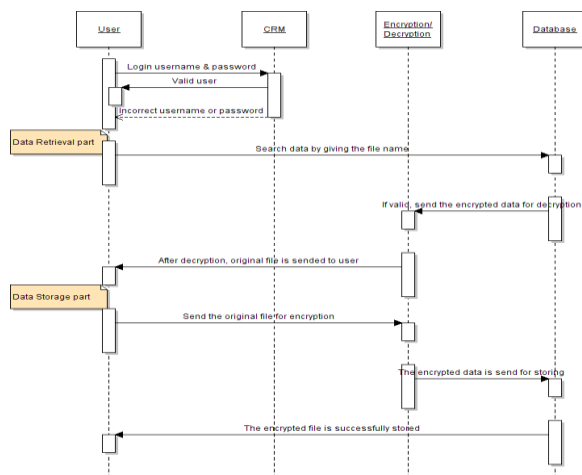 User
CRM
Encryption/
Decryption
Database
Login username & password
Valid user
Incorrect username or password
Data Retrieval part
Search data by giving the file name
If valid, send the encrypted data for decryption
After decryption, original file is sended to user
Data Storage part
Send the original file for encryption
The encrypted data is send for storing
The encrypted file is successfully stored